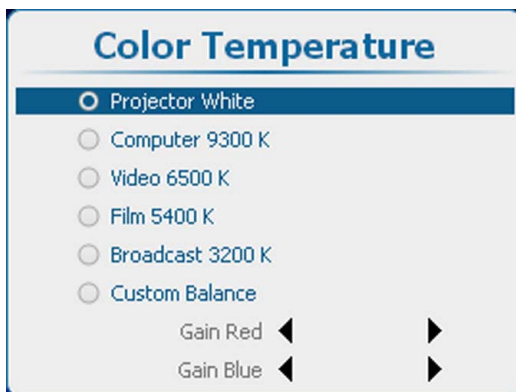 Color Temperature
Projector White
Computer 9300 K
Video 6500 K
Film 5400 K
Broadcast 3200 K
Custom Balance
Gain Red
Gain Blue